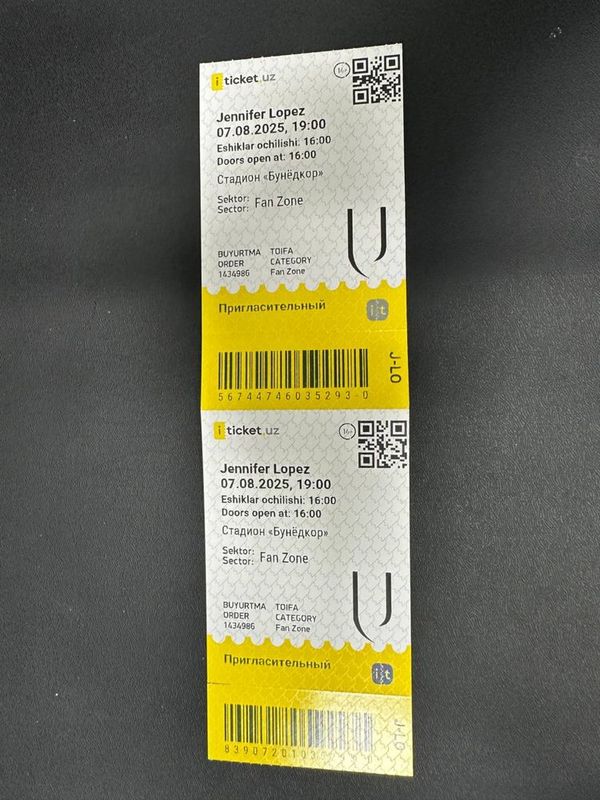 iticket.uz
16+
Jennifer Lopez
07.08.2025, 19:00
Eshiklar ochilishi: 16:00
Doors open at: 16:00
Стадион «Бунёдкор»
Sektor:
Sector: Fan Zone
BUYURTMA TOIFA
ORDER CATEGORY
1434986 Fan Zone
Пригласительный
it
J-LO
56744746035293-0
iticket.uz
16+
Jennifer Lopez
07.08.2025, 19:00
Eshiklar ochilishi: 16:00
Doors open at: 16:00
Стадион «Бунёдкор»
Sektor:
Sector: Fan Zone
BUYURTMA TOIFA
ORDER CATEGORY
1434986 Fan Zone
Пригласительный
it
J-LO